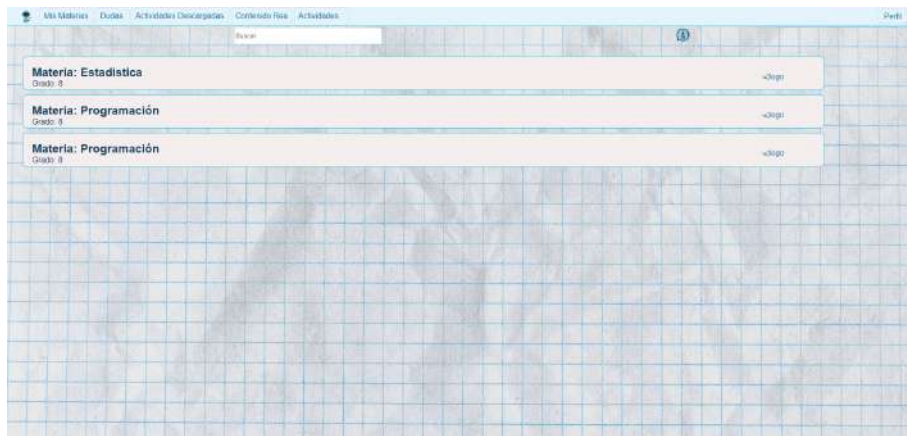 Mis Materias Dudas Actividades Descargadas Contenido Rea Actividades Perfil
Buscar
Materia: Estadística
Grado: 8
Materia: Programación
Grado: 8
Materia: Programación
Grado: 8